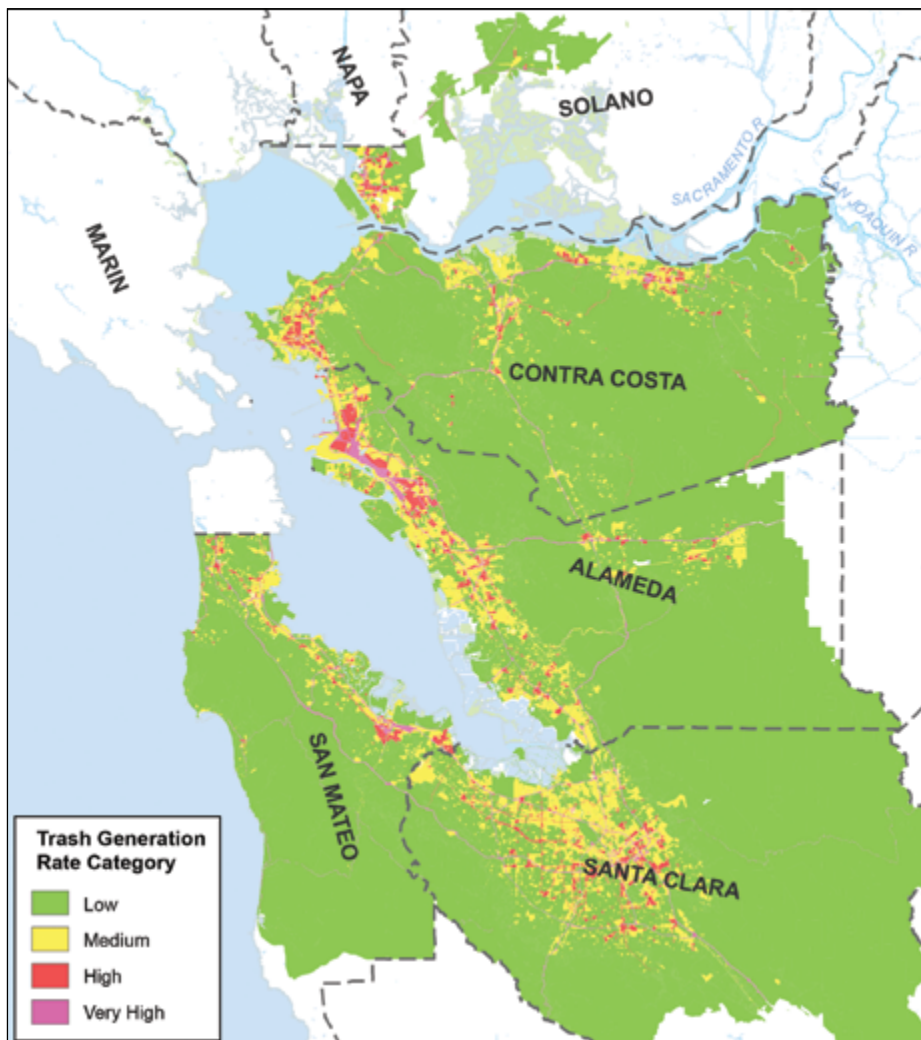 NAPA
SOLANO
SACRAMENTO R
SAN JOAQUIN R
MARIN
CONTRA COSTA
ALAMEDA
SAN MATEO
SANTA CLARA
Trash Generation
Rate Category
Low
Medium
High
Very High